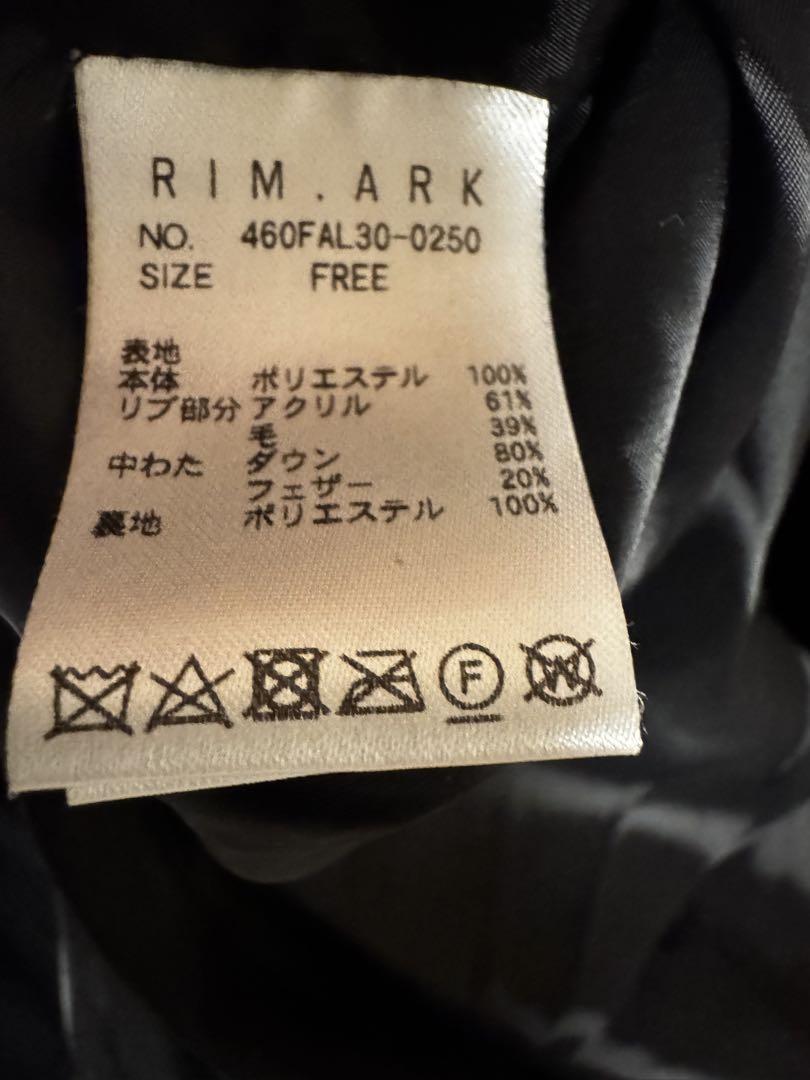 RIM.ARK
NO. 460FAL30-0250
SIZE FREE
表地
本体 ポリエステル 100%
リブ部分 アクリル 61%
毛 39%
中わた ダウン 80%
フェザー 20%
裏地 ポリエステル 100%
F W